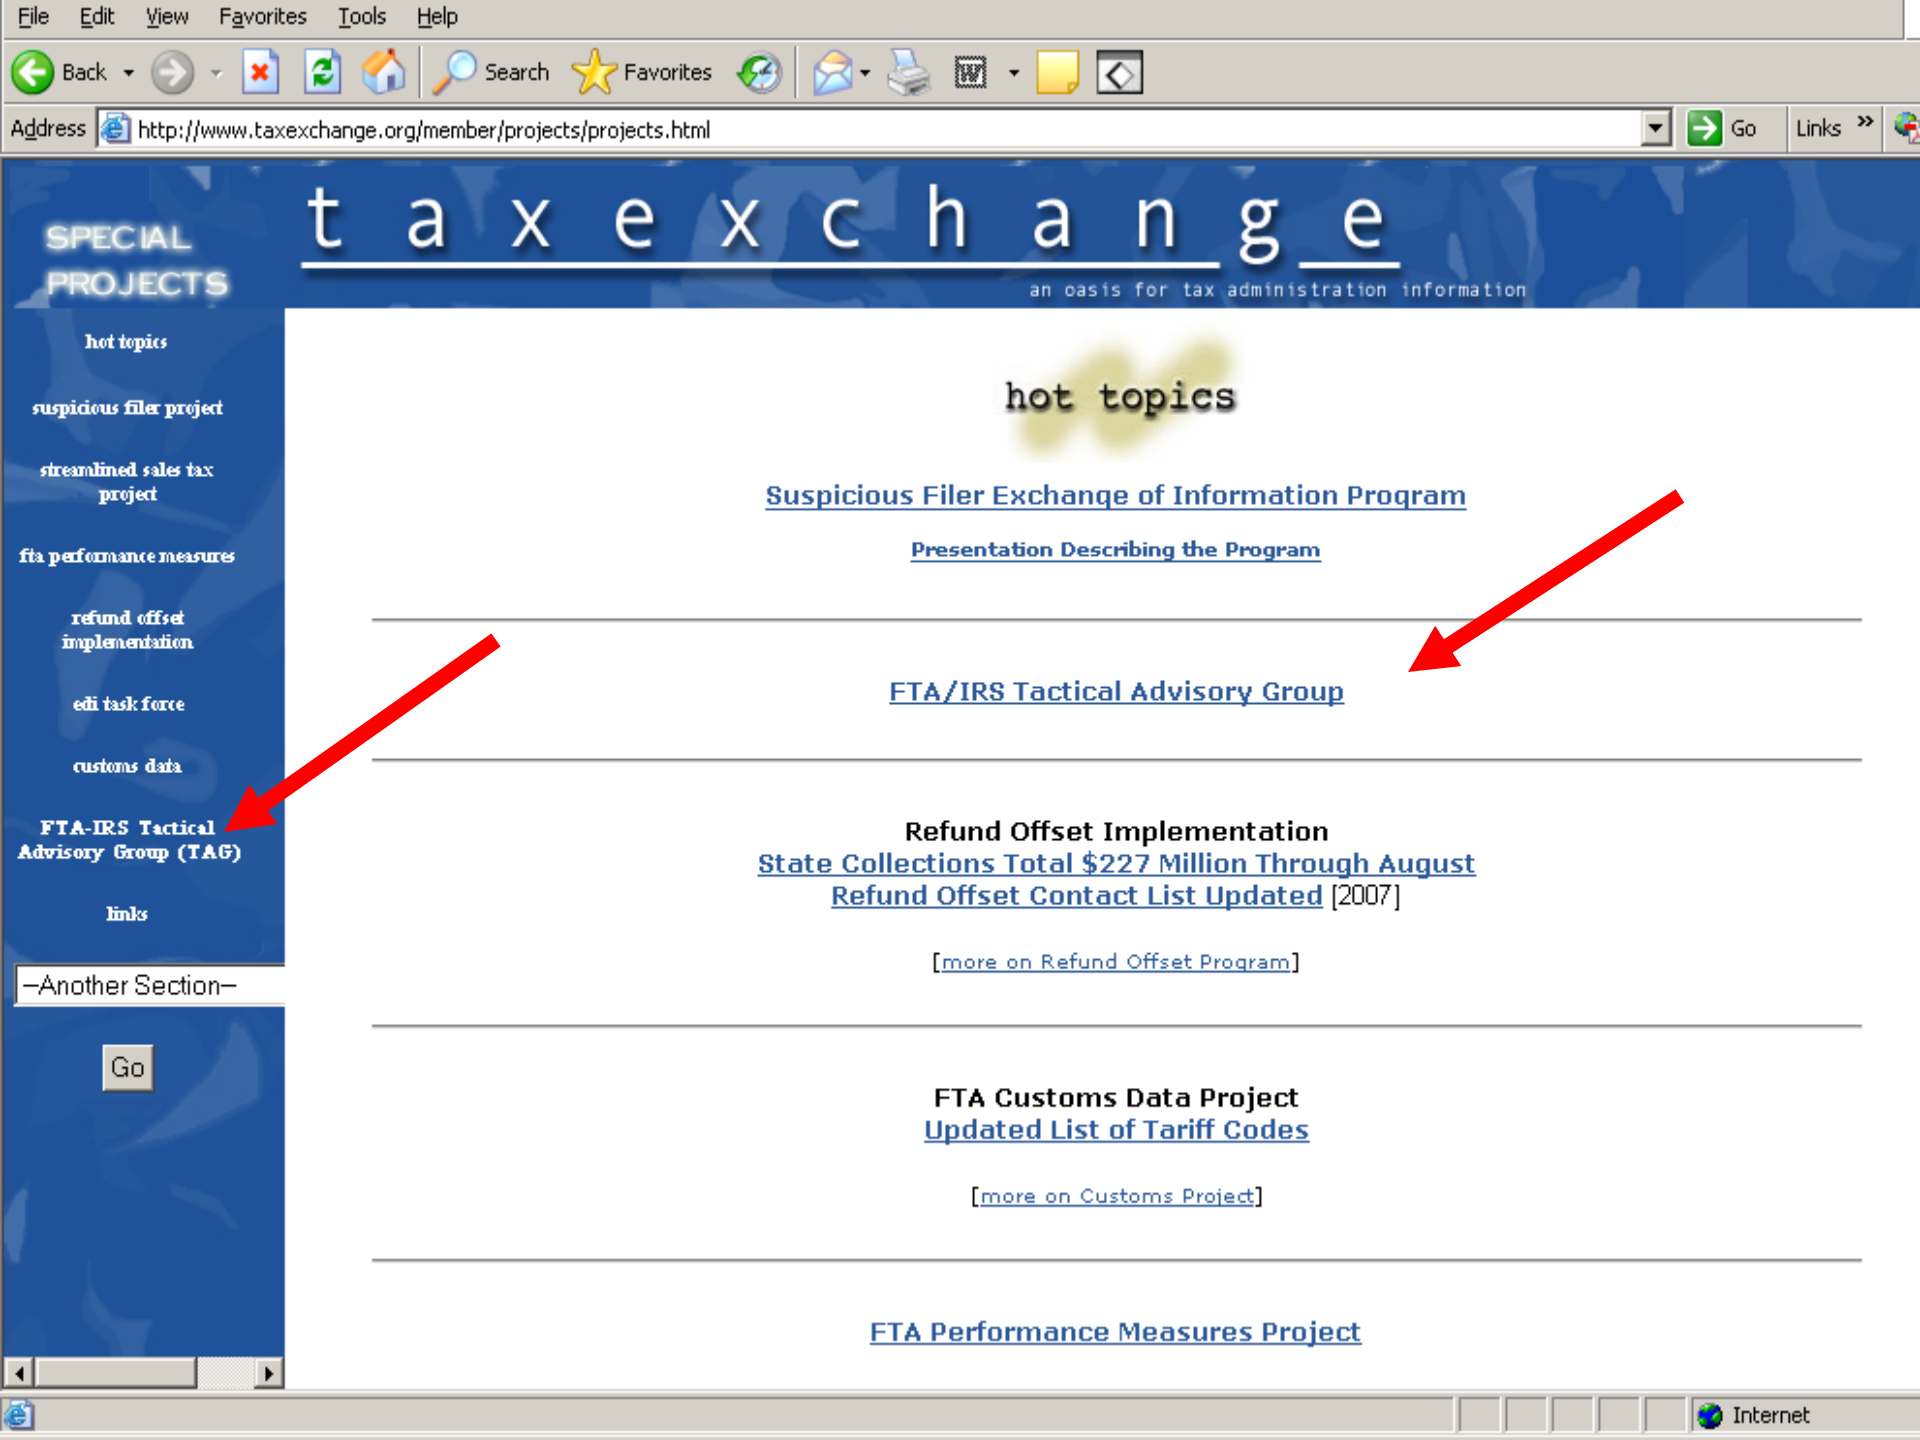 File Edit View Favorites Tools Help
Back Search Favorites
Address http://www.taxexchange.org/member/projects/projects.html Go Links »
SPECIAL
PROJECTS
taxexchange
an oasis for tax administration information
hot topics
suspicious filer project
streamlined sales tax
project
fta performance measures
refund offset
implementation
edi task force
customs data
FTA-IRS Tactical
Advisory Group (TAG)
links
--Another Section--
Go
hot topics
Suspicious Filer Exchange of Information Program
Presentation Describing the Program
FTA/IRS Tactical Advisory Group
Refund Offset Implementation
State Collections Total $227 Million Through August
Refund Offset Contact List Updated [2007]
[more on Refund Offset Program]
FTA Customs Data Project
Updated List of Tariff Codes
[more on Customs Project]
FTA Performance Measures Project
Internet